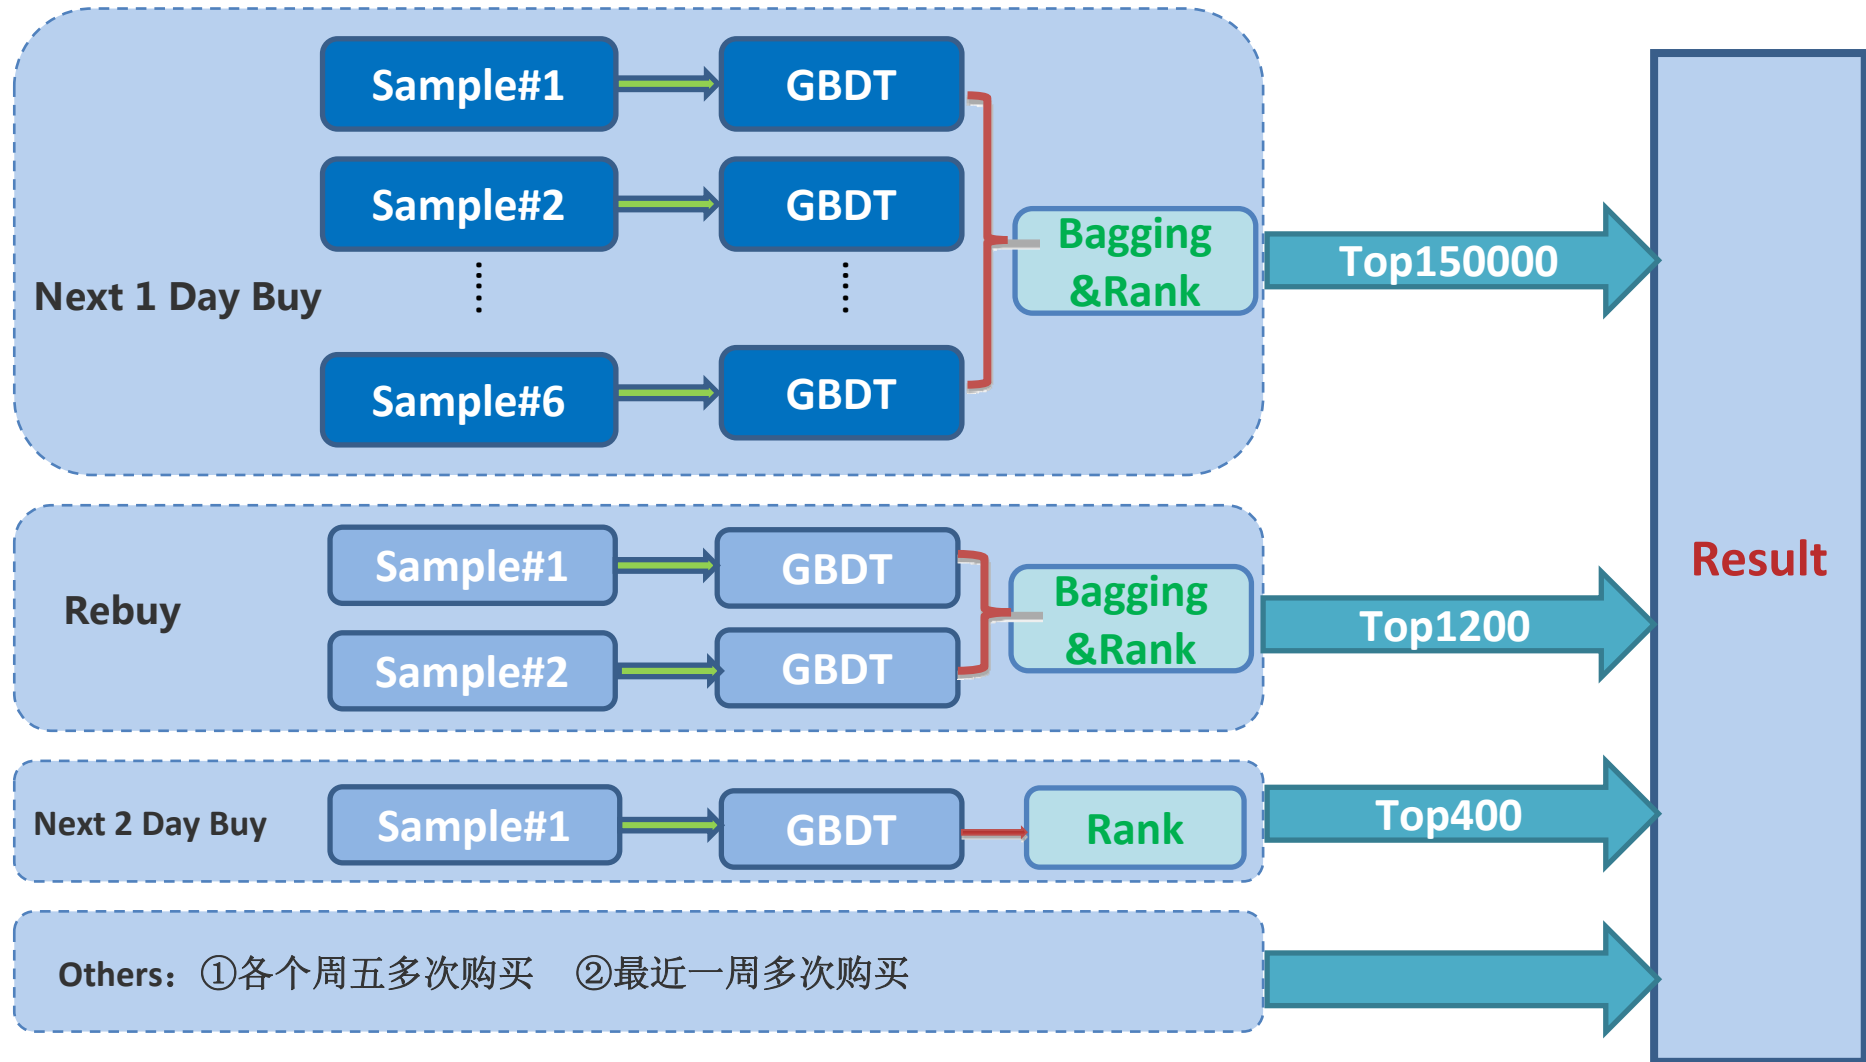 Sample#1
GBDT
Sample#2
GBDT
Next 1 Day Buy
Bagging
&Rank
Top150000
Sample#6
GBDT
Rebuy
Sample#1
GBDT
Sample#2
GBDT
Bagging
&Rank
Top1200
Next 2 Day Buy
Sample#1
GBDT
Rank
Top400
Others：①各个周五多次购买 ②最近一周多次购买
Result